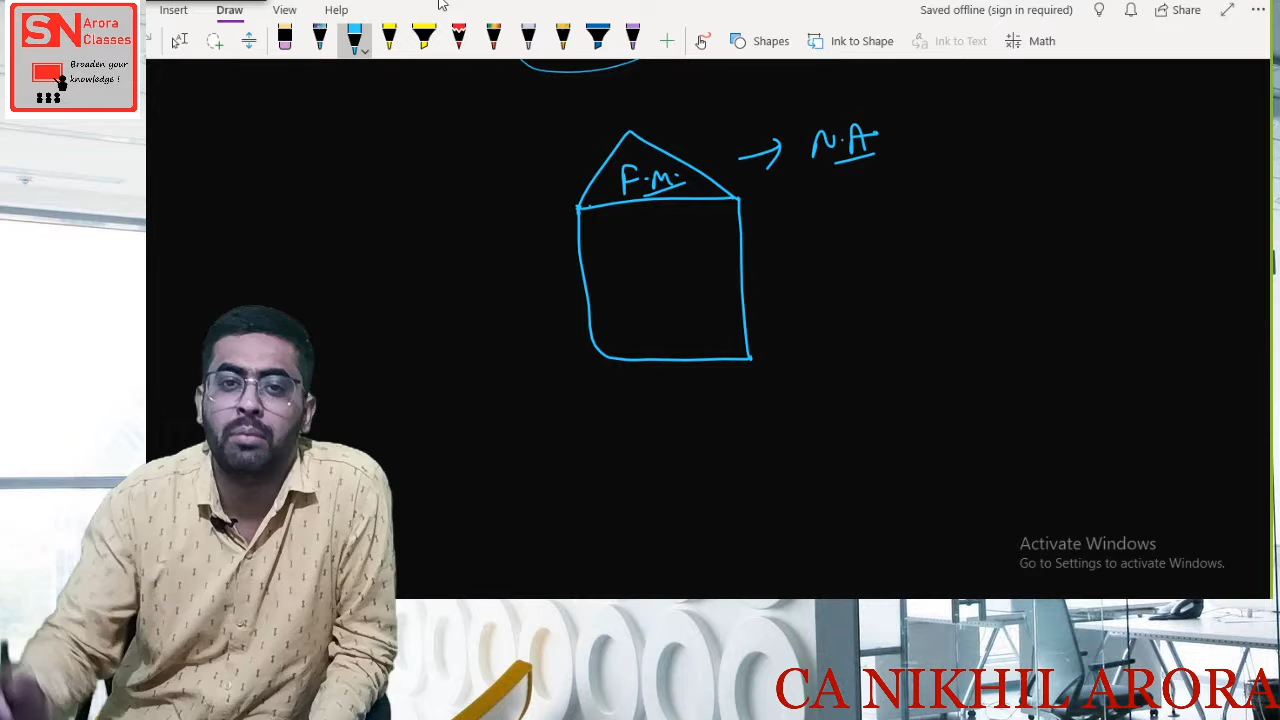 SN Arora Classes
Broaden your knowledge !
Insert Draw View Help
Saved offline (sign in required) Share
Shapes Ink to Shape Ink to Text Math
F.M.
N.A
Activate Windows
Go to Settings to activate Windows.
CA NIKHIL ARORA